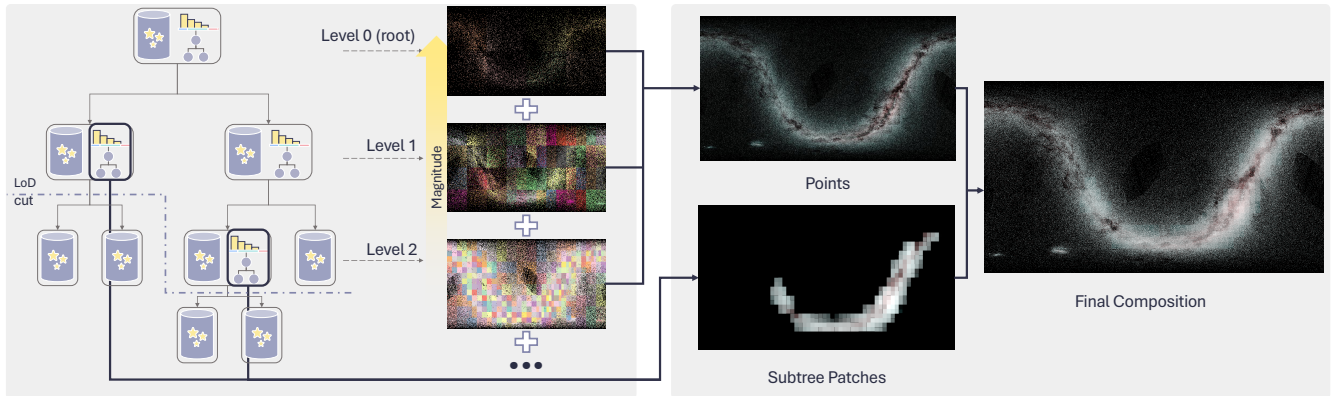 Level 0 (root)
Level 1
Magnitude
LoD
cut
Level 2
Points
Subtree Patches
Final Composition